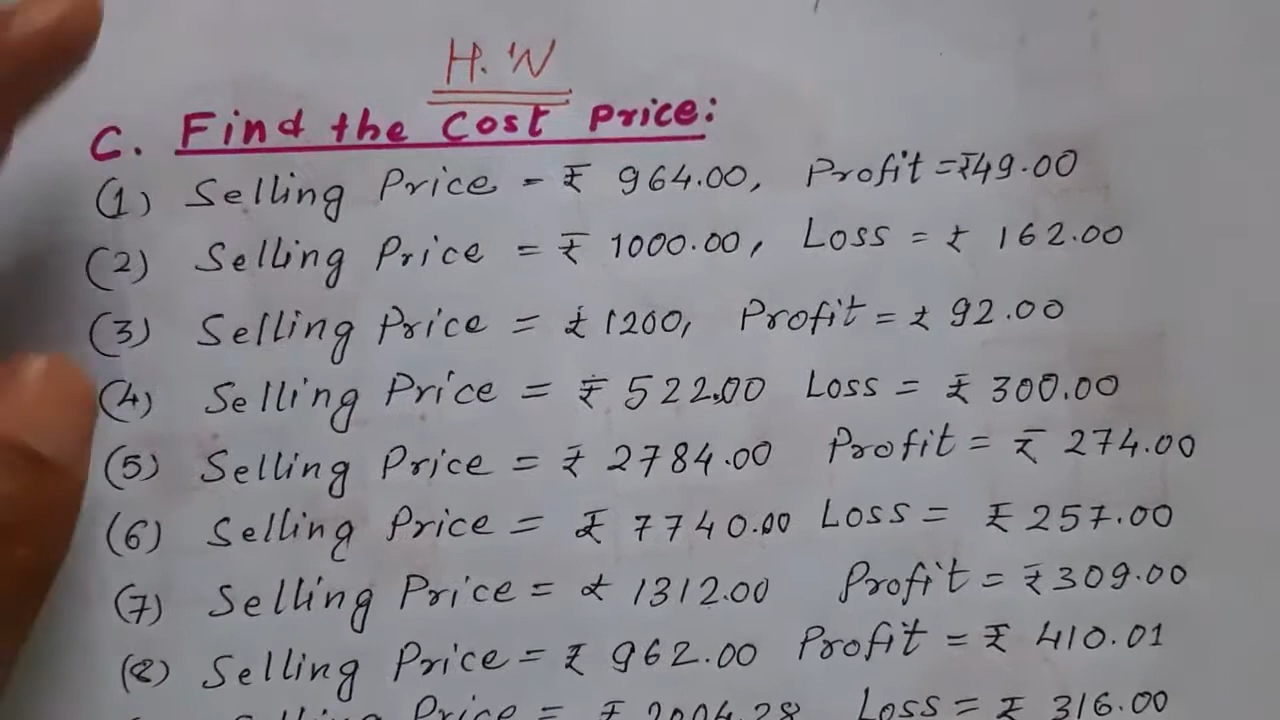 H.W
C. Find the Cost Price:
(1) Selling Price - ₹ 964.00, Profit = ₹49.00
(2) Selling Price = ₹ 1000.00, Loss = ₹ 162.00
(3) Selling Price = ₹ 1200, Profit = ₹ 92.00
(4) Selling Price = ₹ 522.00 Loss = ₹ 300.00
(5) Selling Price = ₹ 2784.00 Profit = ₹ 274.00
(6) Selling Price = ₹ 7740.00 Loss = ₹ 257.00
(7) Selling Price = ₹ 1312.00 Profit = ₹309.00
(8) Selling Price = ₹ 962.00 Profit = ₹ 410.01
Selling Price = ₹ 2004.28 Loss = ₹ 316.00